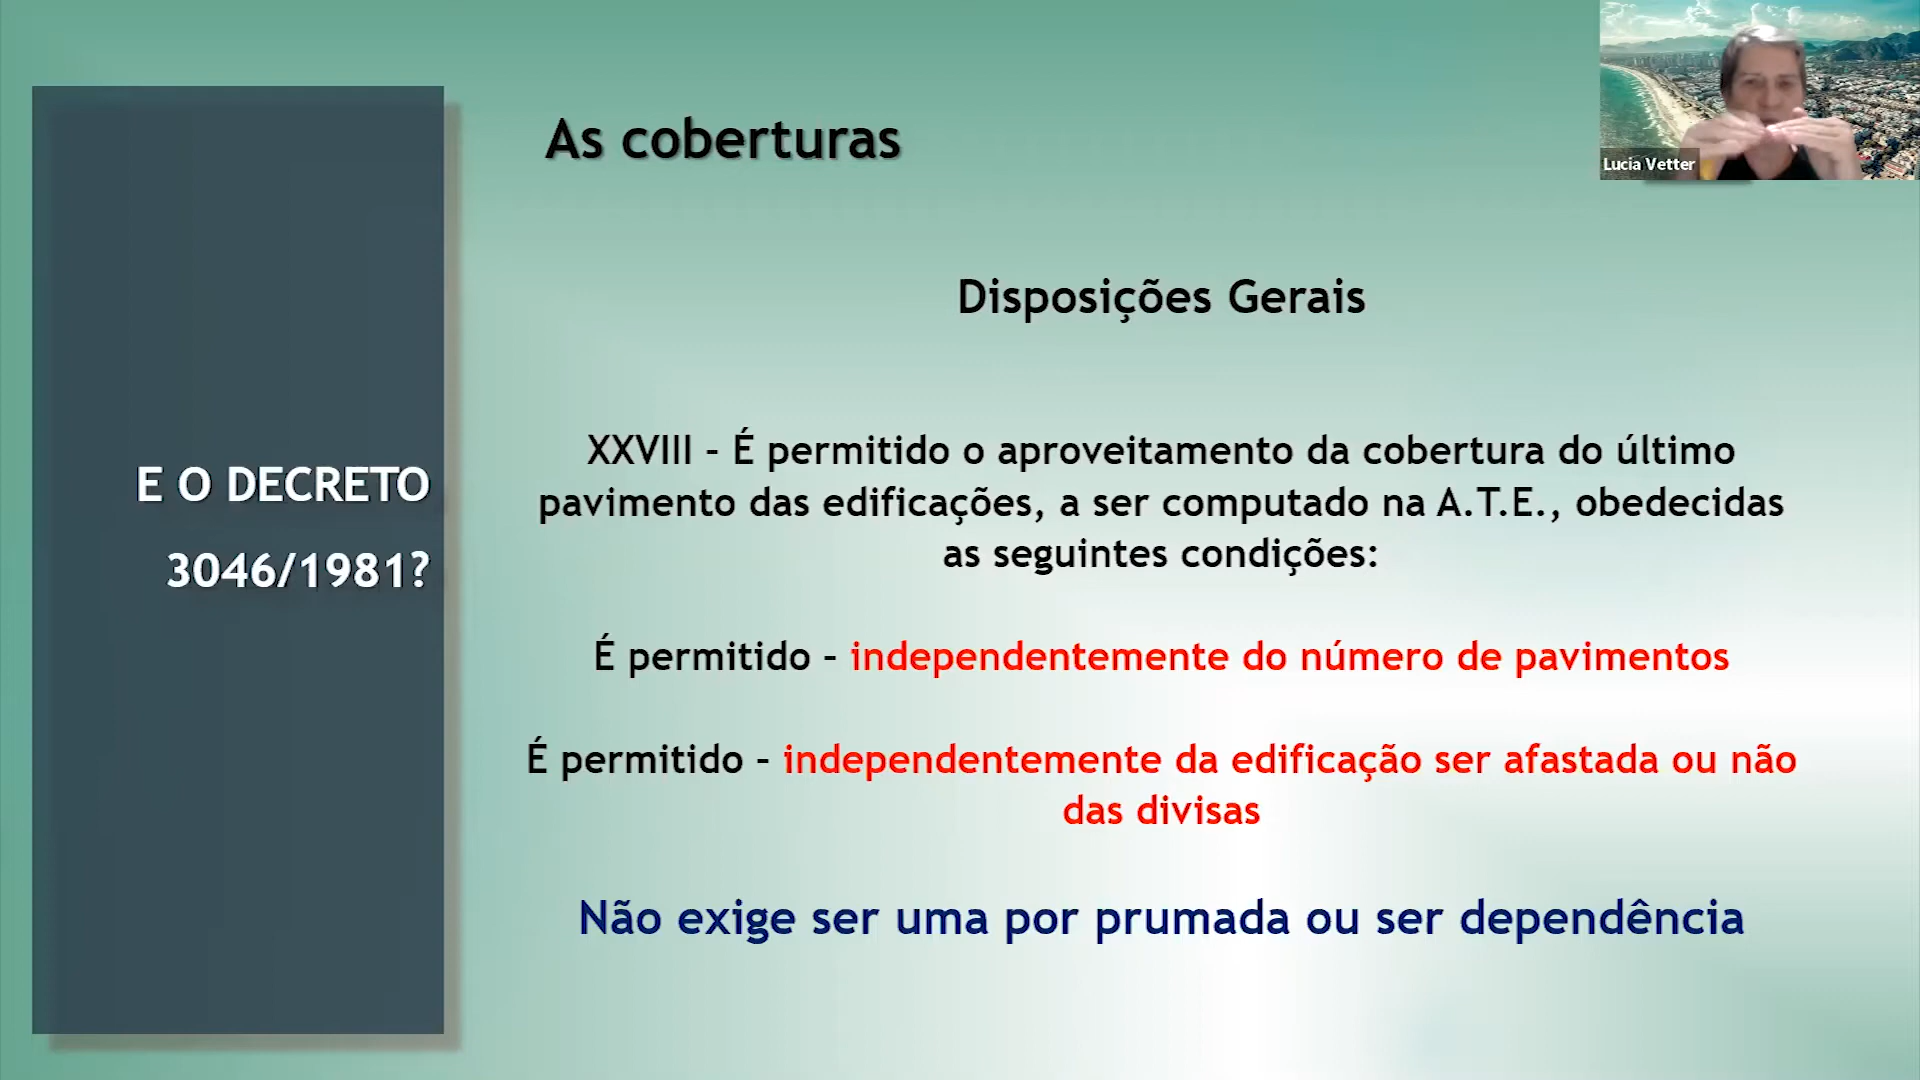 As coberturas
Lucia Vetter
Disposições Gerais
E O DECRETO
3046/1981?
XXVIII – É permitido o aproveitamento da cobertura do último
pavimento das edificações, a ser computado na A.T.E., obedecidas
as seguintes condições:
É permitido – independentemente do número de pavimentos
É permitido – independentemente da edificação ser afastada ou não
das divisas
Não exige ser uma por prumada ou ser dependência